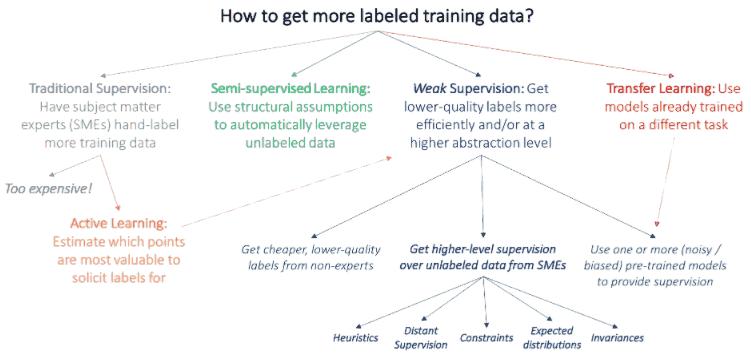 How to get more labeled training data?
Traditional Supervision:
Have subject matter
experts (SMEs) hand-label
more training data
Semi-supervised Learning:
Use structural assumptions
to automatically leverage
unlabeled data
Weak Supervision: Get
lower-quality labels more
efficiently and/or at a
higher abstraction level
Transfer Learning: Use
models already trained
on a different task
Too expensive!
Active Learning:
Estimate which points
are most valuable to
solicit labels for
Get cheaper, lower-quality
labels from non-experts
Get higher-level supervision
over unlabeled data from SMEs
Use one or more (noisy /
biased) pre-trained models
to provide supervision
Heuristics
Distant
Supervision
Constraints
Expected
distributions
Invariances